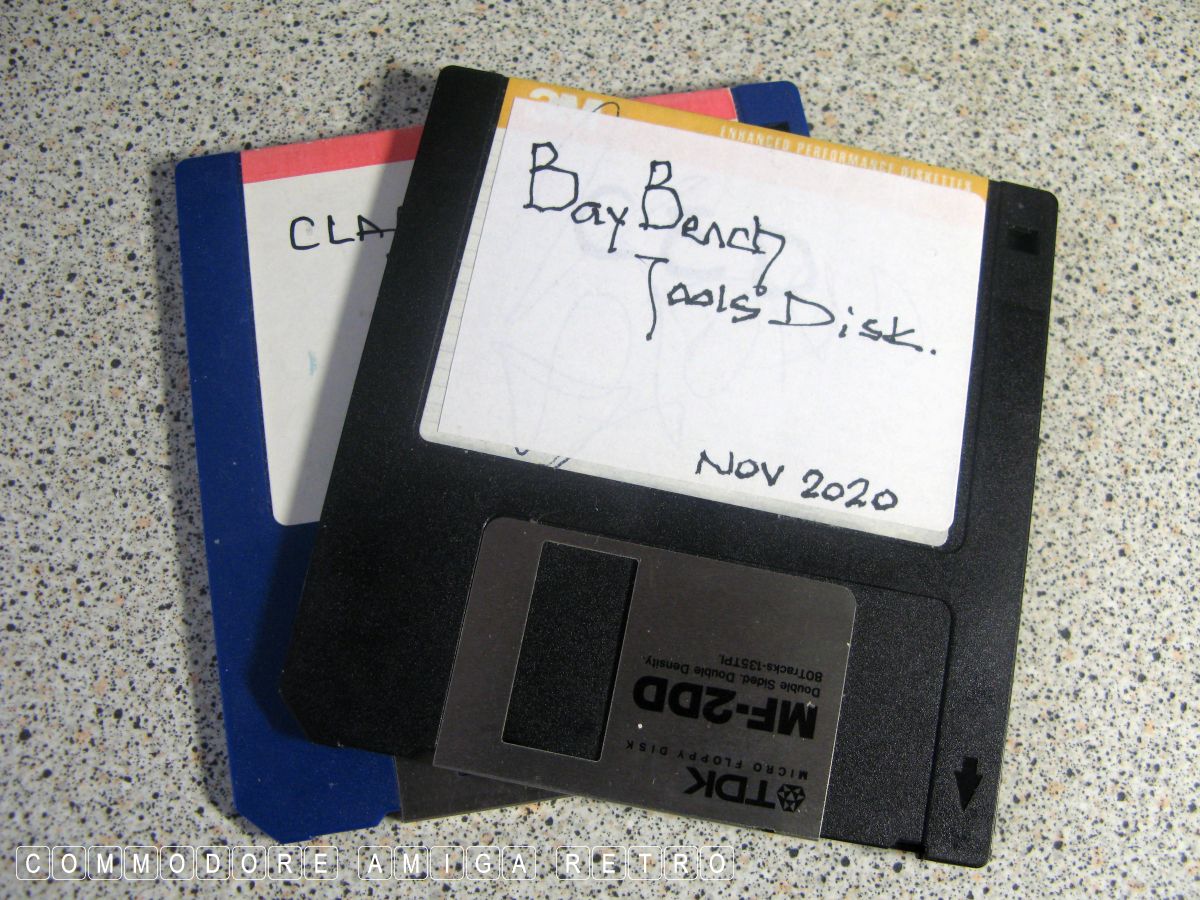 3M
ENHANCED PERFORMANCE DISKETTES
Bay Bench
Tools Disk.
NOV 2020
CLA
TDK
MICRO FLOPPY DISK
MF-2DD
Double Sided. Double Density.
80Tracks-135TPI.
COMMODORE AMIGA RETRO